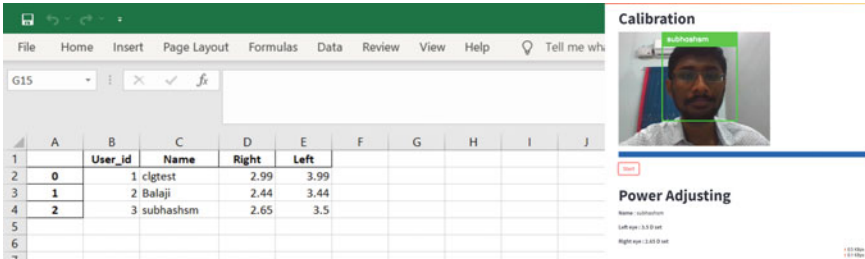 File Home Insert Page Layout Formulas Data Review View Help Tell me wh
G15 fx
A B C D E F G H I J
1 User_id Name Right Left
2 0 1 clgtest 2.99 3.99
3 1 2 Balaji 2.44 3.44
4 2 3 subhashsm 2.65 3.5
5
6
Calibration
subhashsm
Start
Power Adjusting
Name : subhashsm
Left eye : 3.5 D set
Right eye : 2.65 D set